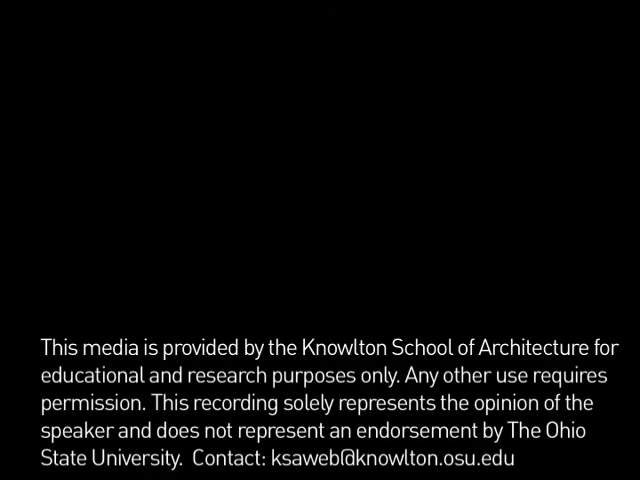 This media is provided by the Knowlton School of Architecture for
educational and research purposes only. Any other use requires
permission. This recording solely represents the opinion of the
speaker and does not represent an endorsement by The Ohio
State University.  Contact: ksaweb@knowlton.osu.edu